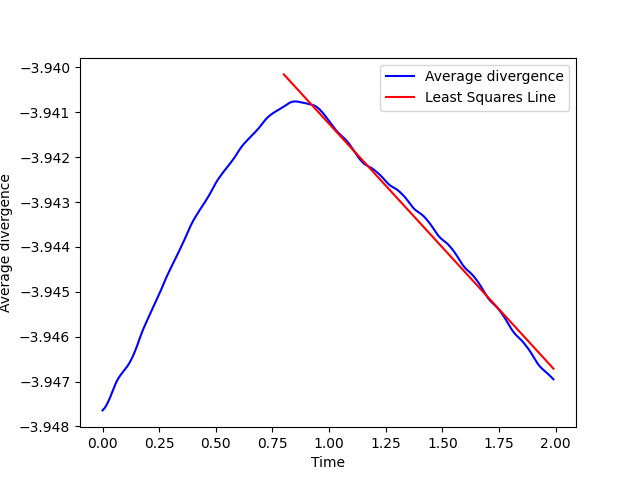 Average divergence
Least Squares Line
−3.940
−3.941
−3.942
−3.943
−3.944
−3.945
−3.946
−3.947
−3.948
Average divergence
0.00 0.25 0.50 0.75 1.00 1.25 1.50 1.75 2.00
Time